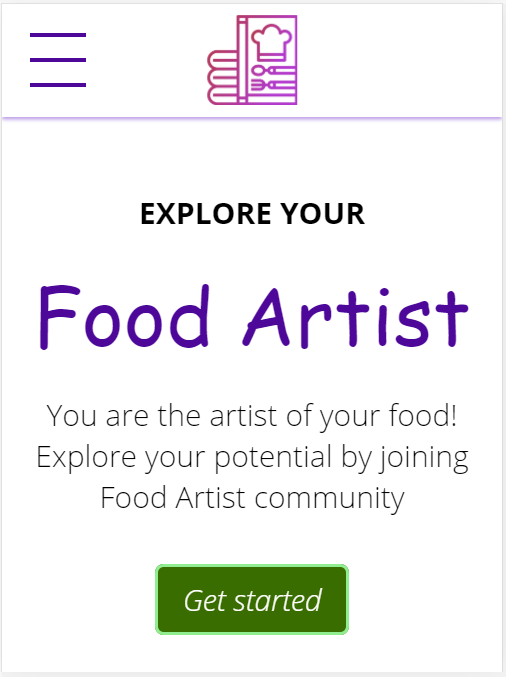 EXPLORE YOUR
Food Artist
You are the artist of your food!
Explore your potential by joining
Food Artist community
Get started